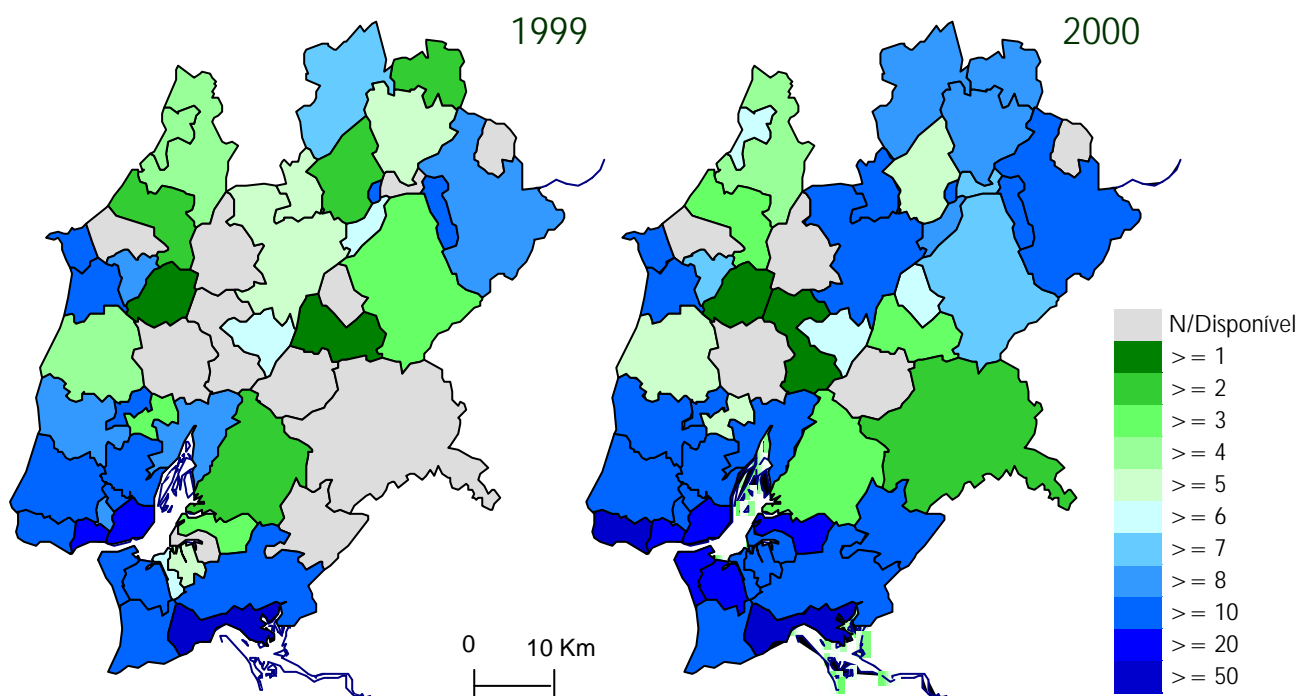 1999
2000
N/Disponível
> = 1
> = 2
> = 3
> = 4
> = 5
> = 6
> = 7
> = 8
> = 10
> = 20
> = 50
0 10 Km